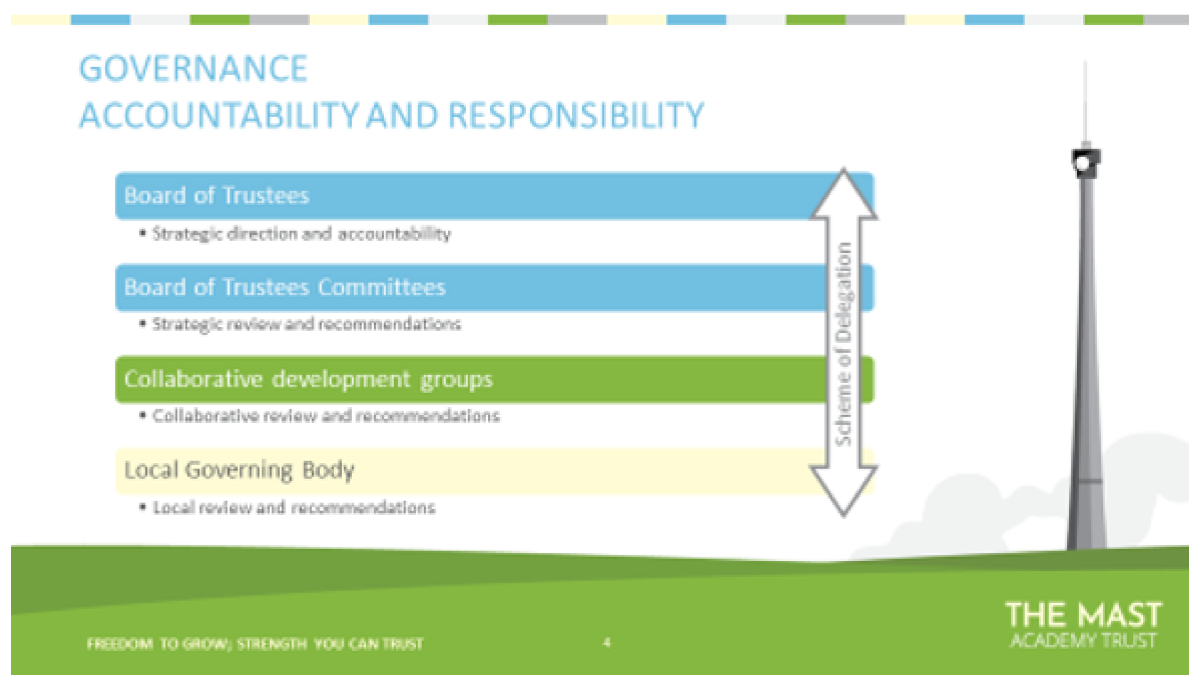 GOVERNANCE
ACCOUNTABILITY AND RESPONSIBILITY
Board of Trustees
▪ Strategic direction and accountability
Board of Trustees Committees
▪ Strategic review and recommendations
Collaborative development groups
▪ Collaborative review and recommendations
Local Governing Body
▪ Local review and recommendations
Scheme of Delegation
FREEDOM TO GROW; STRENGTH YOU CAN TRUST
4
THE MAST
ACADEMY TRUST